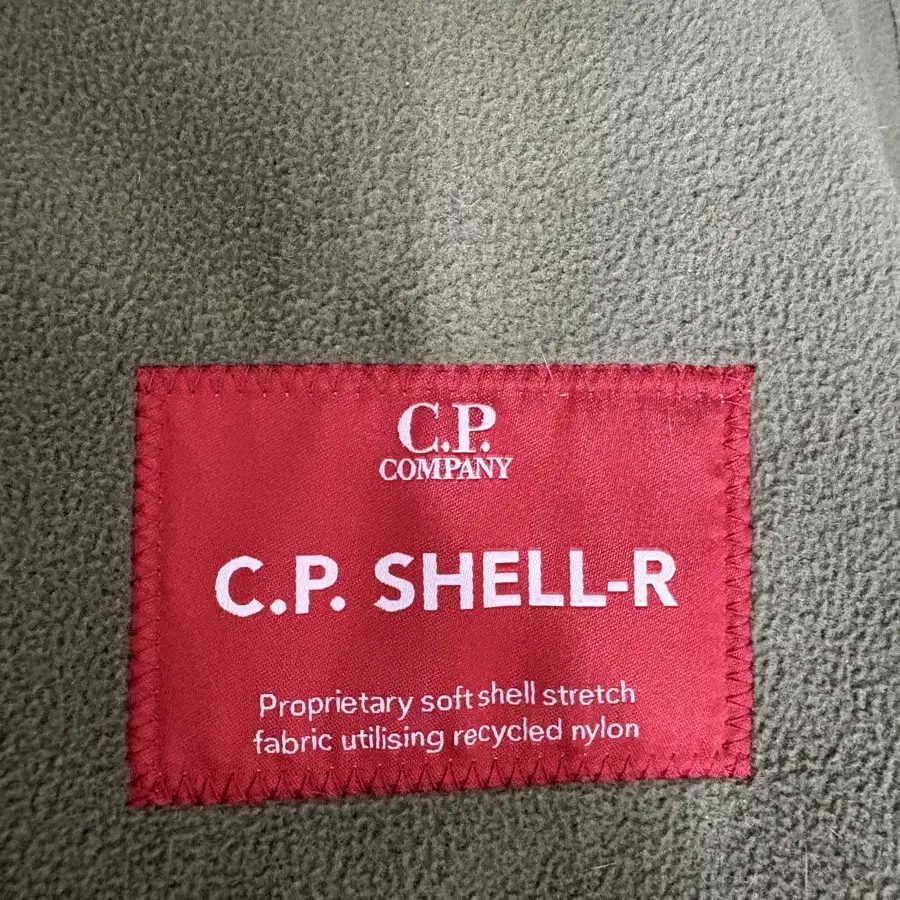 C.P.
COMPANY
C.P. SHELL-R
Proprietary soft shell stretch
fabric utilising recycled nylon